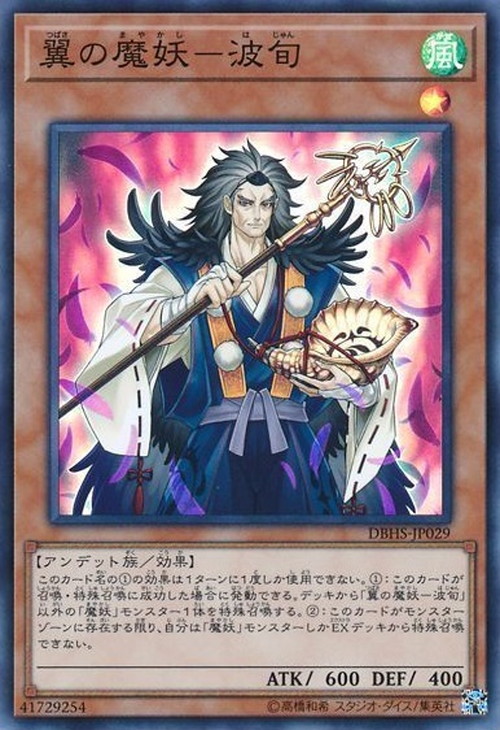 翼の魔妖－波旬
風
DBHS-JP029
【アンデット族／効果】
このカード名の①の効果は1ターンに1度しか使用できない。①：このカードが
召喚・特殊召喚に成功した場合に発動できる。デッキから「翼の魔妖－波旬」
以外の「魔妖」モンスター1体を特殊召喚する。②：このカードがモンスター
ゾーンに存在する限り、自分は「魔妖」モンスターしかEXデッキから特殊召喚
できない。
ATK/ 600 DEF/ 400
41729254 ©高橋和希 スタジオ・ダイス/集英社